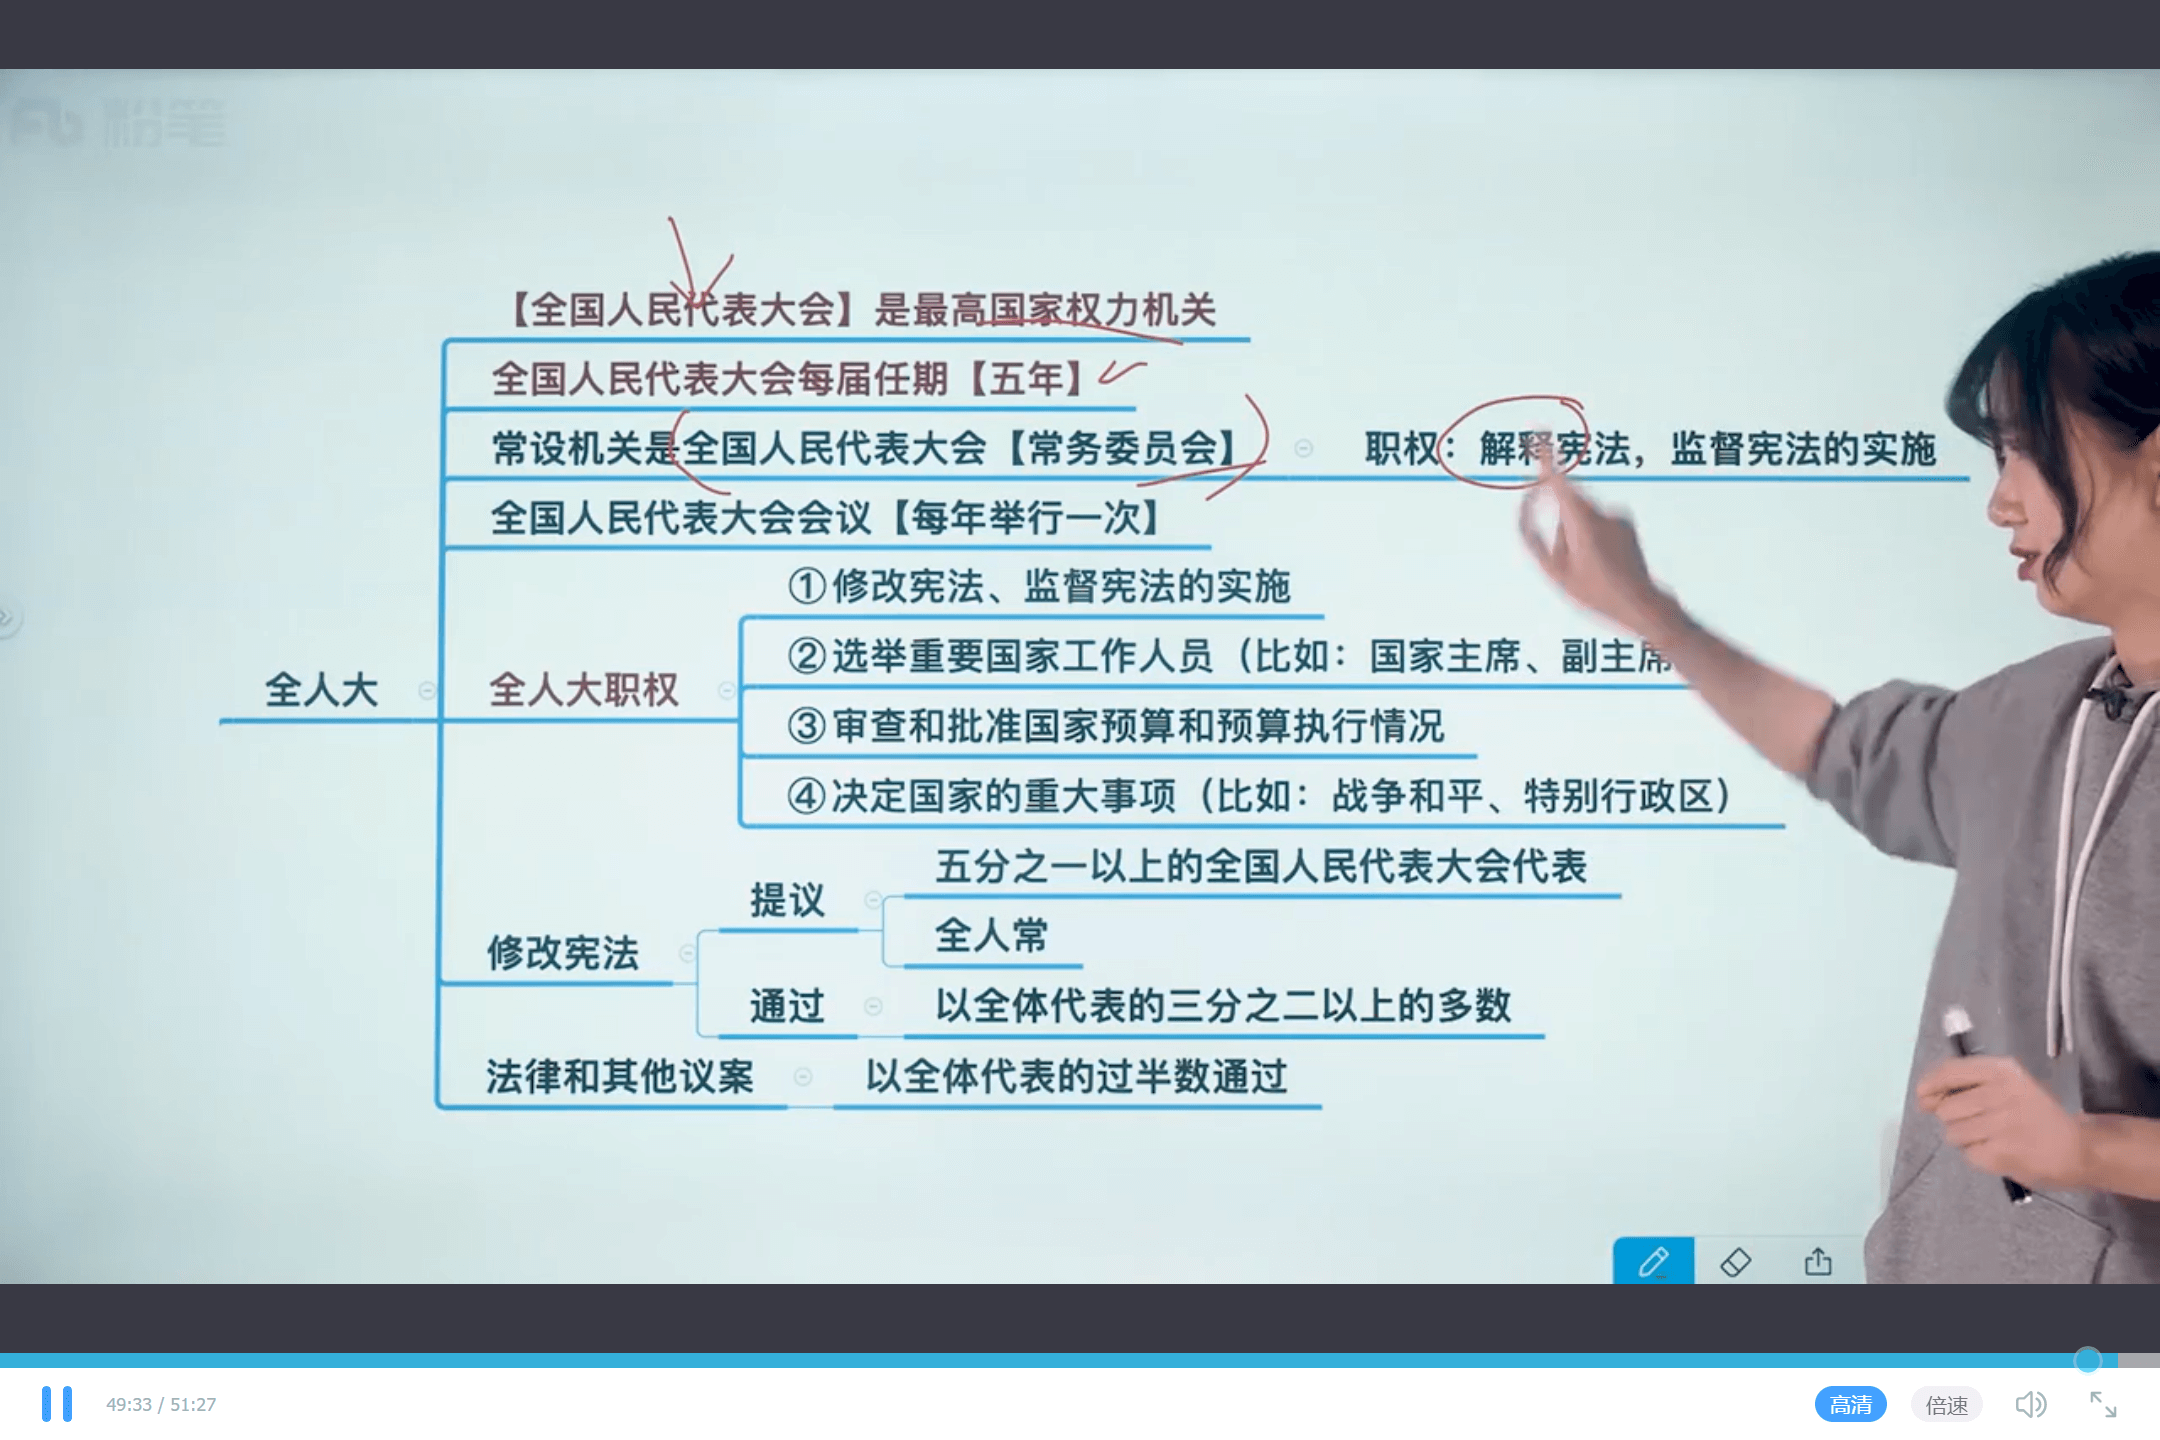 粉笔
【全国人民代表大会】是最高国家权力机关
全国人民代表大会每届任期【五年】
常设机关是全国人民代表大会【常务委员会】
职权：解释宪法，监督宪法的实施
全国人民代表大会会议【每年举行一次】
①修改宪法、监督宪法的实施
②选举重要国家工作人员（比如：国家主席、副主席
全人大
全人大职权
③审查和批准国家预算和预算执行情况
④决定国家的重大事项（比如：战争和平、特别行政区）
五分之一以上的全国人民代表大会代表
提议
全人常
修改宪法
通过
以全体代表的三分之二以上的多数
法律和其他议案
以全体代表的过半数通过
49:33 / 51:27
高清
倍速